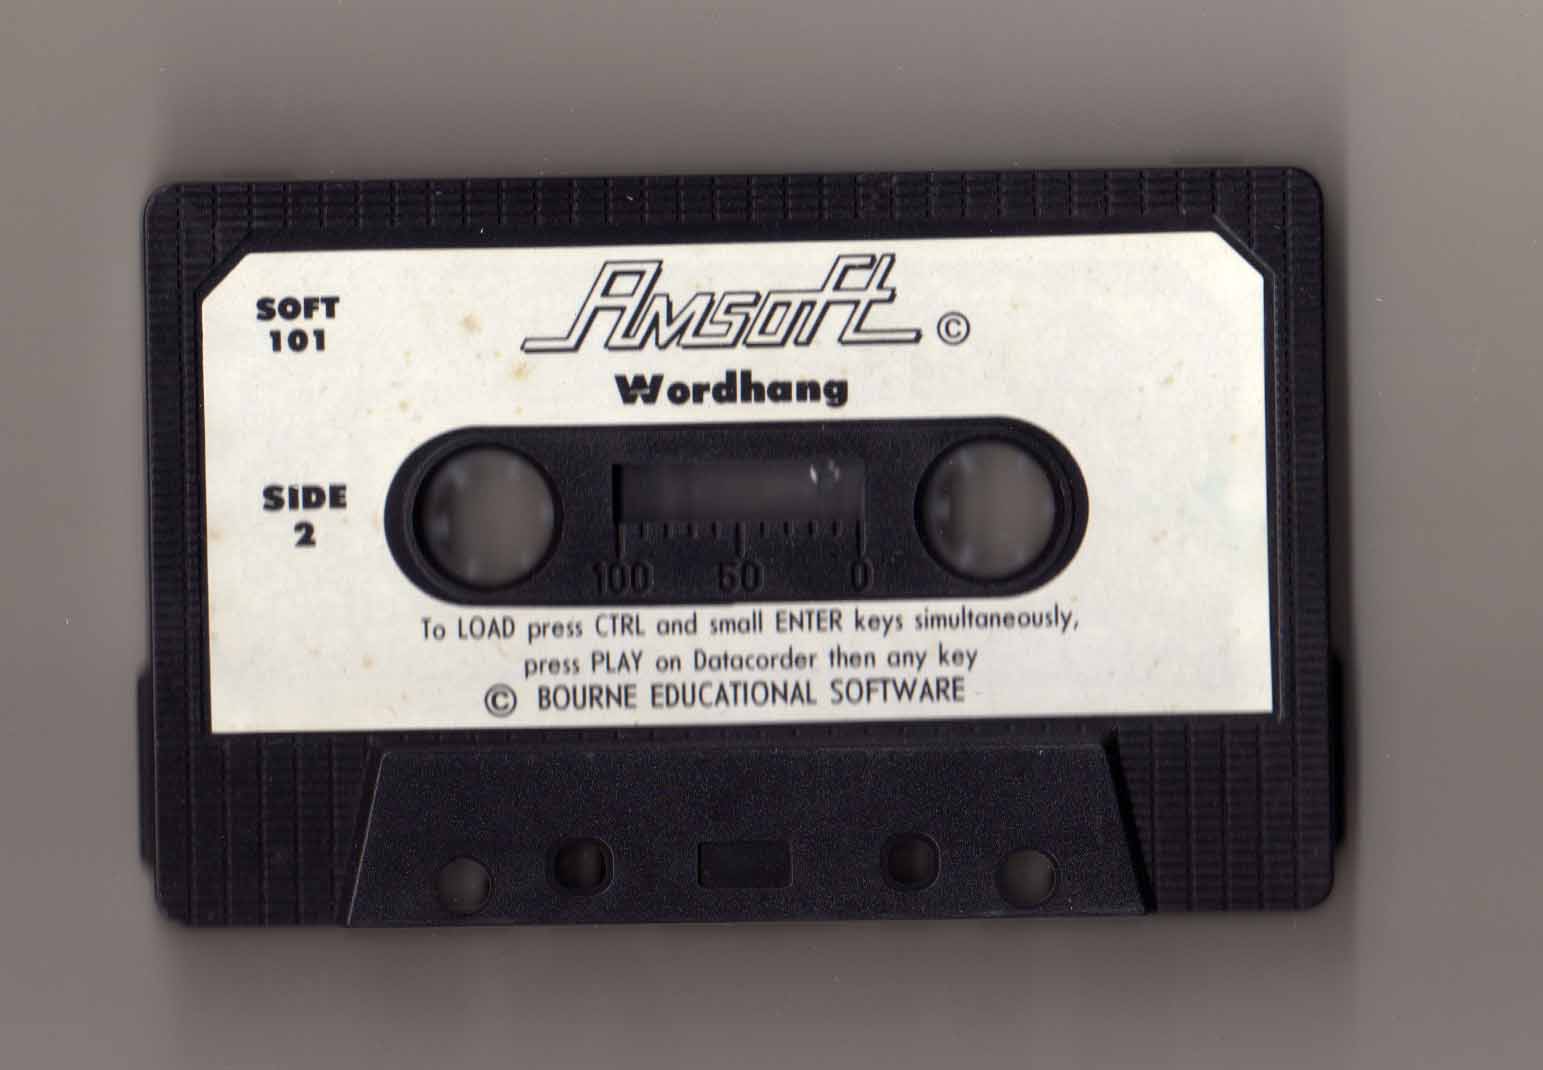 SOFT
101
Amsoft ©
Wordhang
SIDE
2
100 50 0
To LOAD press CTRL and small ENTER keys simultaneously,
press PLAY on Datacorder then any key
© BOURNE EDUCATIONAL SOFTWARE